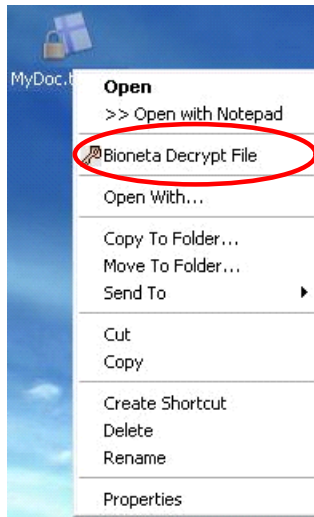 MyDoc.t
Open
>> Open with Notepad
Bioneta Decrypt File
Open With...
Copy To Folder...
Move To Folder...
Send To
Cut
Copy
Create Shortcut
Delete
Rename
Properties